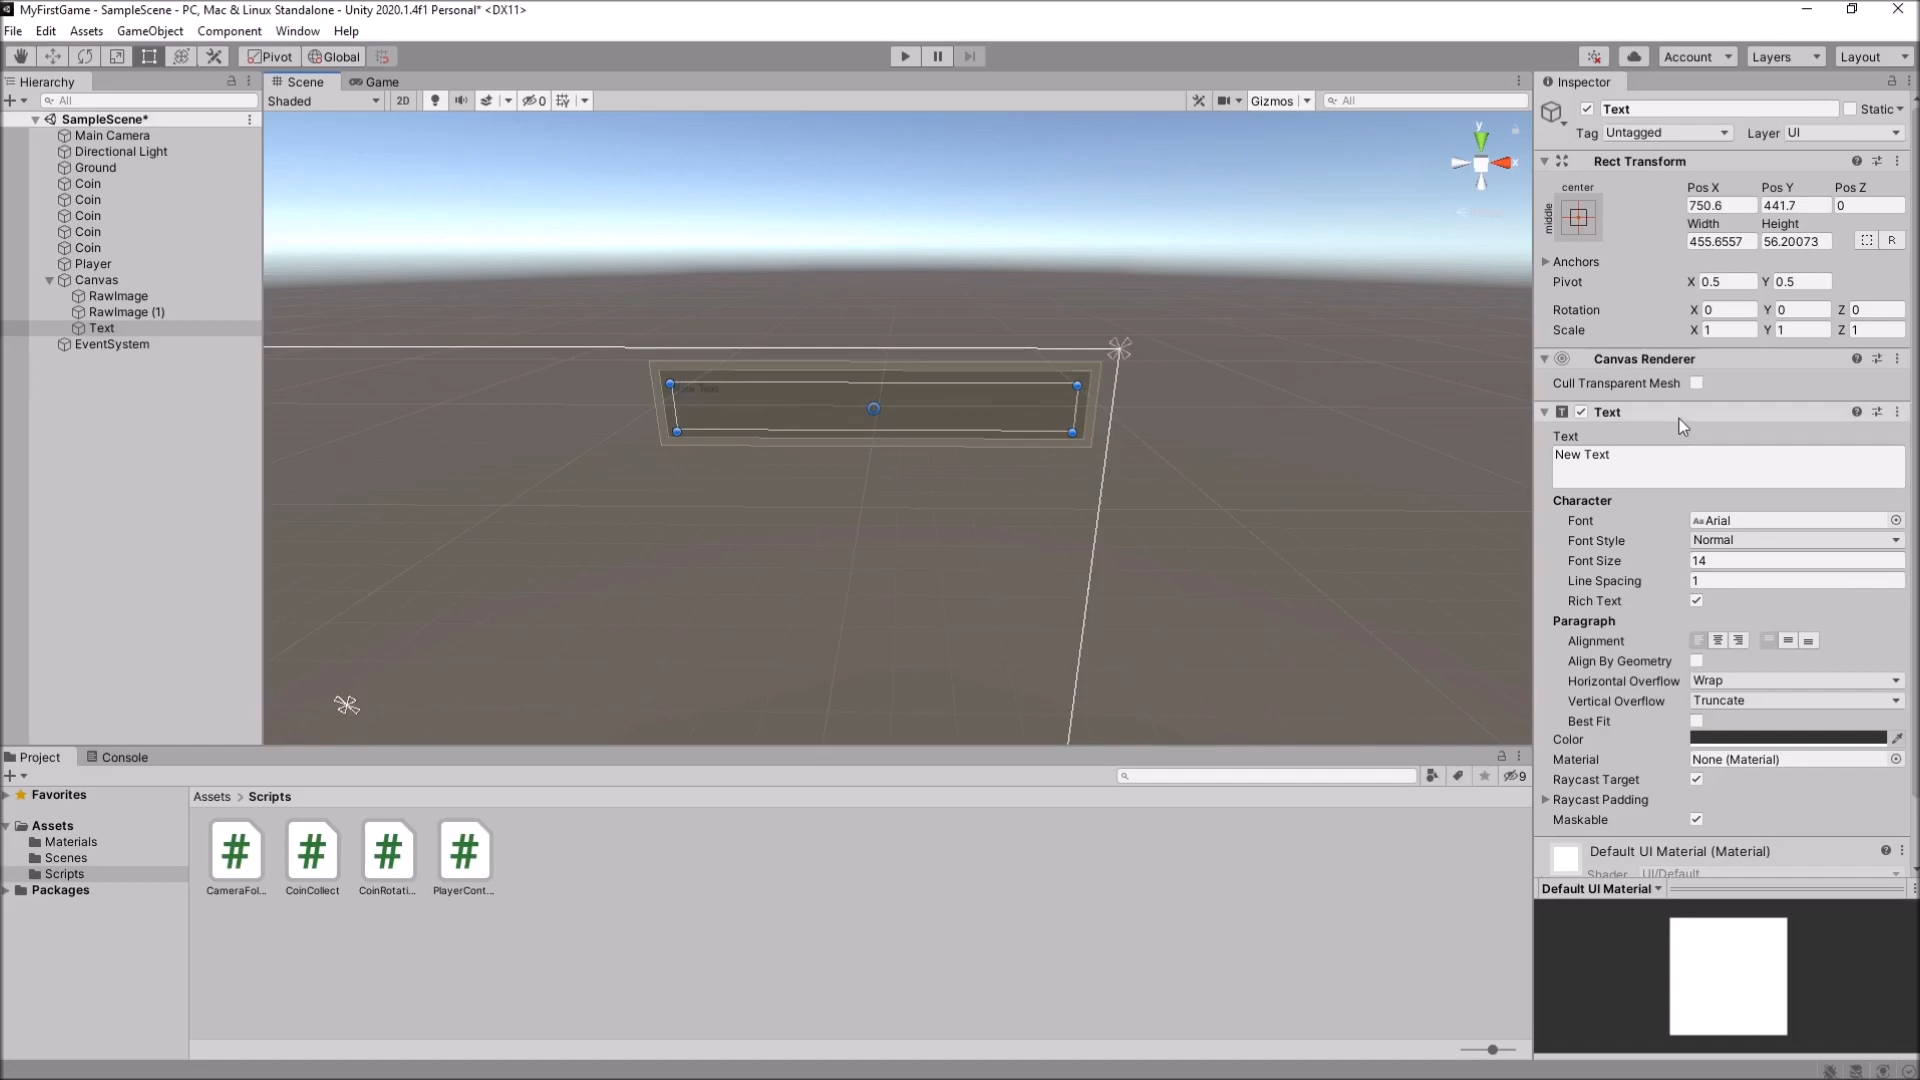 MyFirstGame - SampleScene - PC, Mac & Linux Standalone - Unity 2020.1.4f1 Personal* <DX11>
File Edit Assets GameObject Component Window Help
Pivot Global Account Layers Layout
Hierarchy
All
SampleScene*
Main Camera
Directional Light
Ground
Coin
Coin
Coin
Coin
Coin
Player
Canvas
RawImage
RawImage (1)
Text
EventSystem
Scene Game
Shaded 2D 0 Gizmos All
y
x
New Text
Inspector
Text Static
Tag Untagged Layer UI
Rect Transform
center
middle
Pos X Pos Y Pos Z
750.6 441.7 0
Width Height
455.6557 56.20073 R
Anchors
Pivot X 0.5 Y 0.5
Rotation X 0 Y 0 Z 0
Scale X 1 Y 1 Z 1
Canvas Renderer
Cull Transparent Mesh
Text
Text
New Text
Character
Font Arial
Font Style Normal
Font Size 14
Line Spacing 1
Rich Text
Paragraph
Alignment
Align By Geometry
Horizontal Overflow Wrap
Vertical Overflow Truncate
Best Fit
Color
Material None (Material)
Raycast Target
Raycast Padding
Maskable
Default UI Material (Material)
Shader UI/Default
Default UI Material
Project Console
9
Favorites
Assets
Materials
Scenes
Scripts
Packages
Assets > Scripts
CameraFol... CoinCollect CoinRotati... PlayerCont...